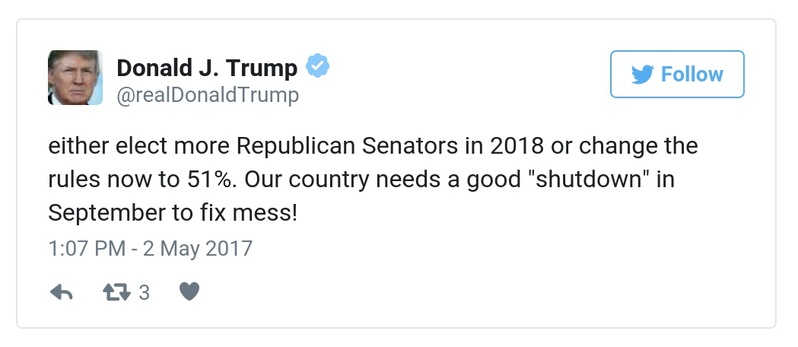 Donald J. Trump
@realDonaldTrump
Follow
either elect more Republican Senators in 2018 or change the
rules now to 51%. Our country needs a good "shutdown" in
September to fix mess!
1:07 PM - 2 May 2017
3